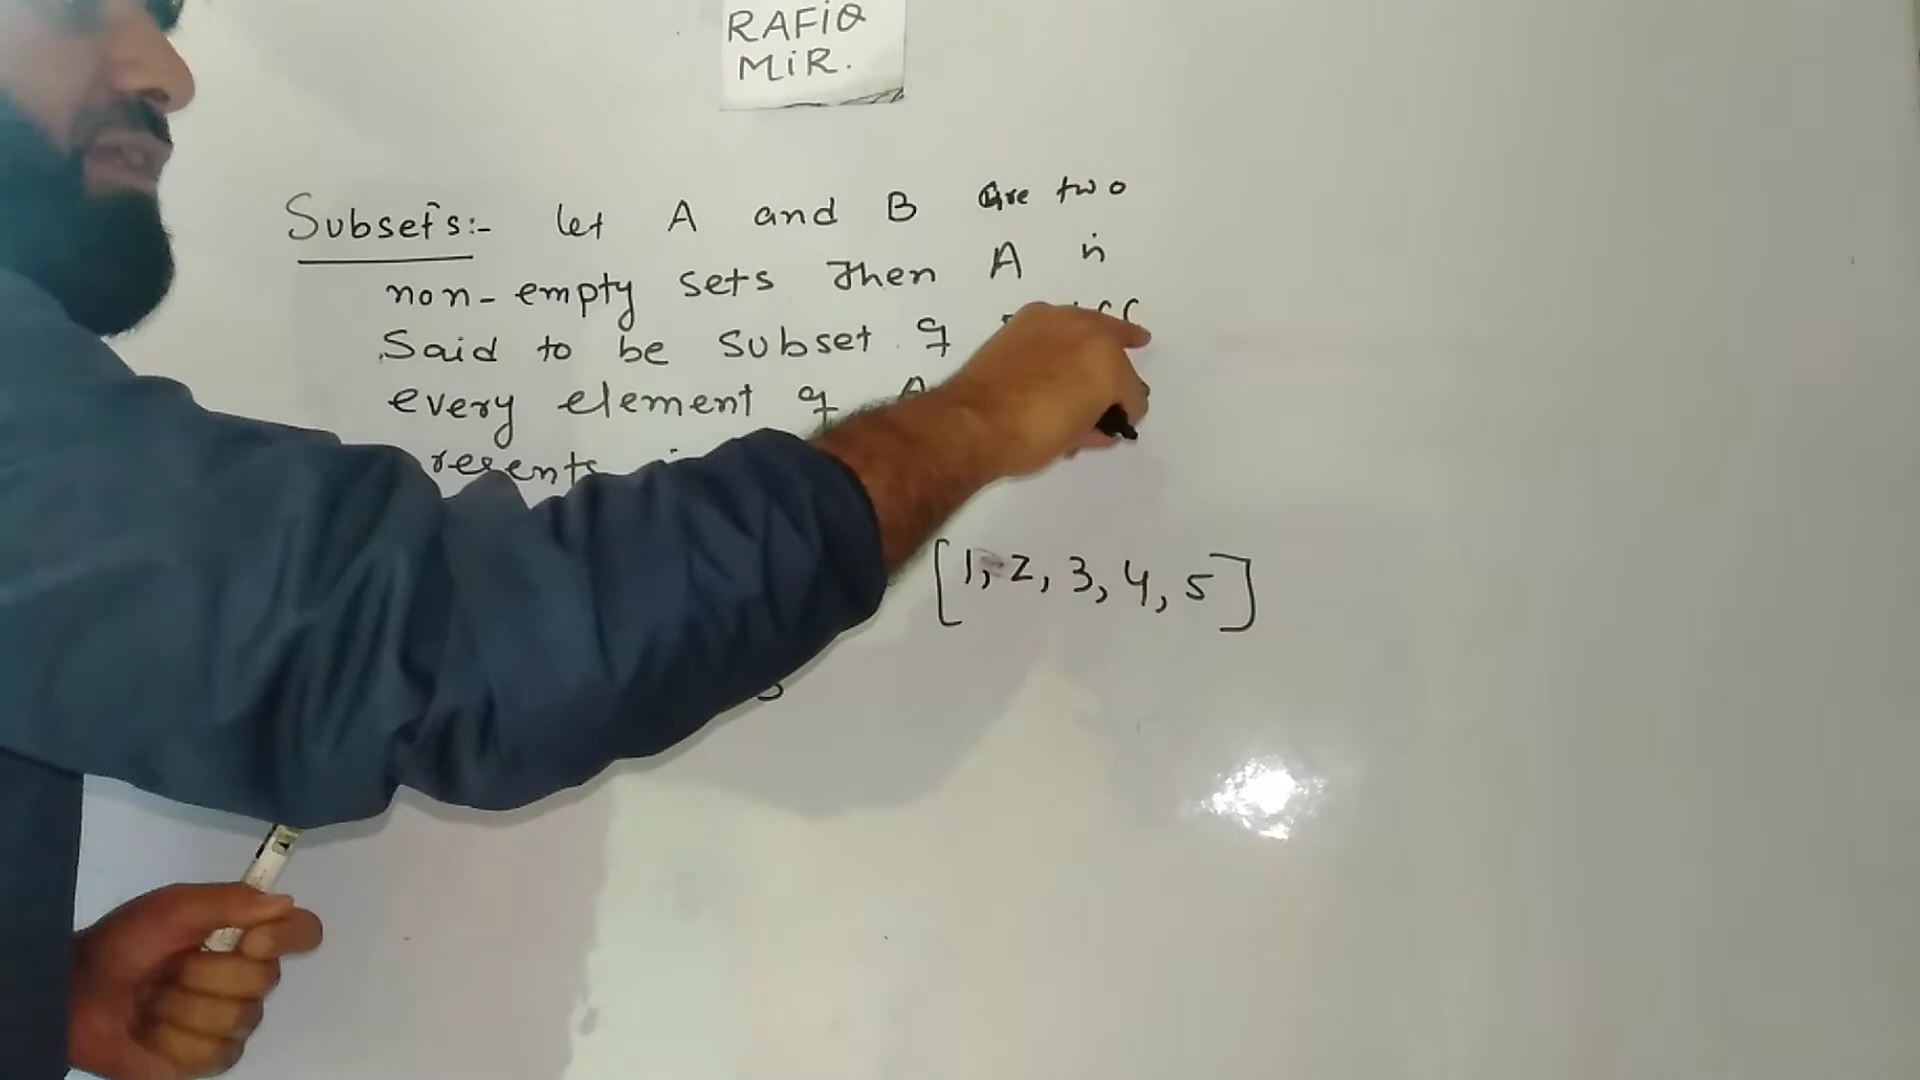 RAFIQ
MIR.
Subsets:- let A and B are two
non-empty sets then A is
Said to be subset of
every element of A
resents
[1, 2, 3, 4, 5]